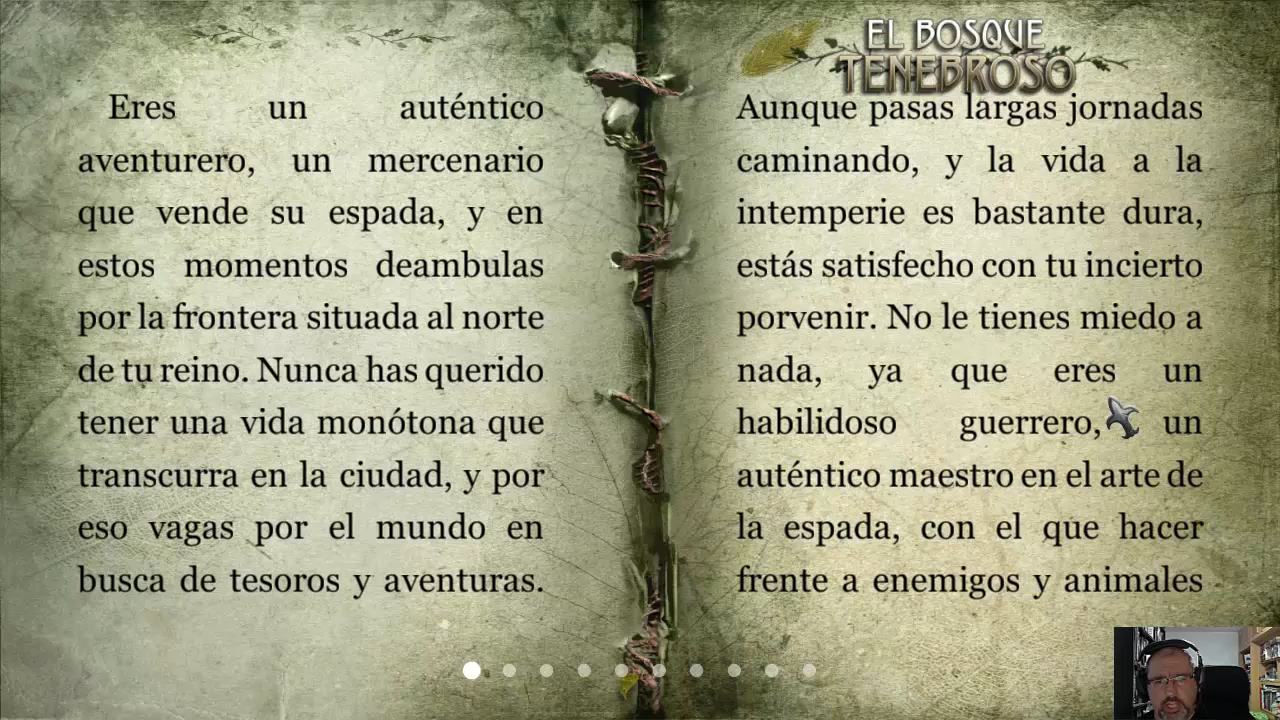 Eres un auténtico
aventurero, un mercenario
que vende su espada, y en
estos momentos deambulas
por la frontera situada al norte
de tu reino. Nunca has querido
tener una vida monótona que
transcurra en la ciudad, y por
eso vagas por el mundo en
busca de tesoros y aventuras.
EL BOSQUE
TENEBROSO
Aunque pasas largas jornadas
caminando, y la vida a la
intemperie es bastante dura,
estás satisfecho con tu incierto
porvenir. No le tienes miedo a
nada, ya que eres un
habilidoso guerrero, un
auténtico maestro en el arte de
la espada, con el que hacer
frente a enemigos y animales